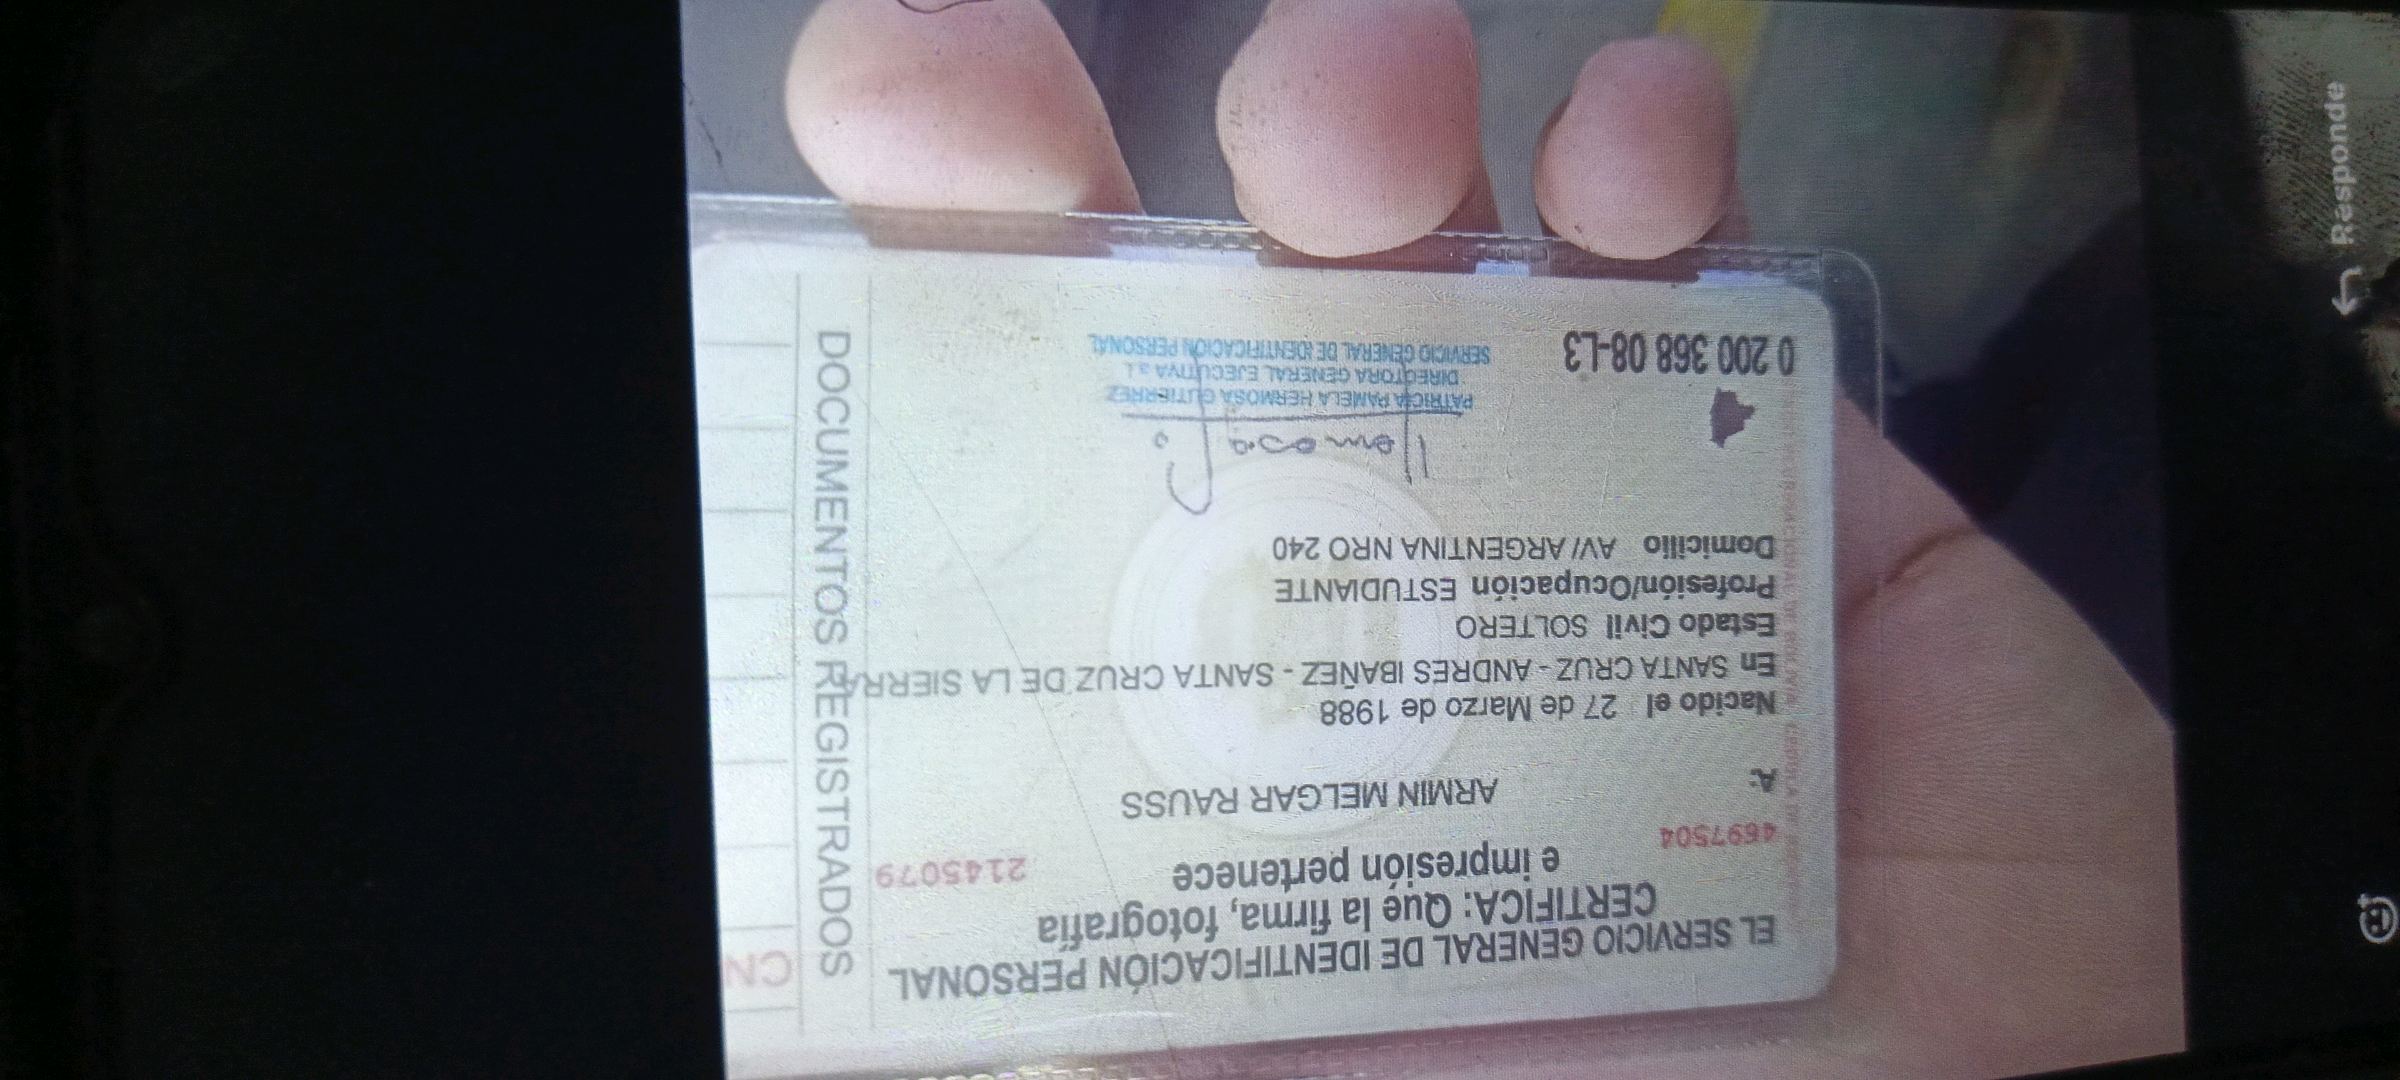 EL SERVICIO GENERAL DE IDENTIFICACIÓN PERSONAL
CERTIFICA: Que la firma, fotografía
e impresión pertenece
4697504
2145079
A: ARMIN MELGAR RAUSS
Nacido el 27 de Marzo de 1988
En SANTA CRUZ - ANDRES IBAÑEZ - SANTA CRUZ DE LA SIERRA
Estado Civil SOLTERO
Profesión/Ocupación ESTUDIANTE
Domicilio AV/ ARGENTINA NRO 240
PATRICIA PAMELA HERMOSA GUTIERREZ
DIRECTORA GENERAL EJECUTIVA a.i.
SERVICIO GENERAL DE IDENTIFICACIÓN PERSONAL
0 200 368 08-L3
DOCUMENTOS REGISTRADOS
CN
Responde